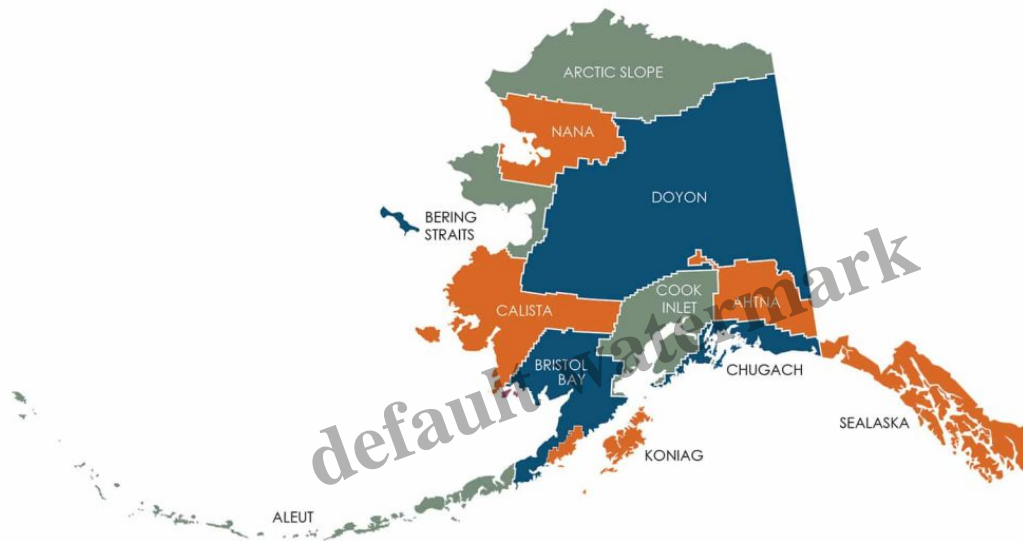 ARCTIC SLOPE
NANA
DOYON
BERING
STRAITS
COOK
INLET
AHTNA
CALISTA
BRISTOL
BAY
CHUGACH
SEALASKA
KONIAG
ALEUT
default watermark